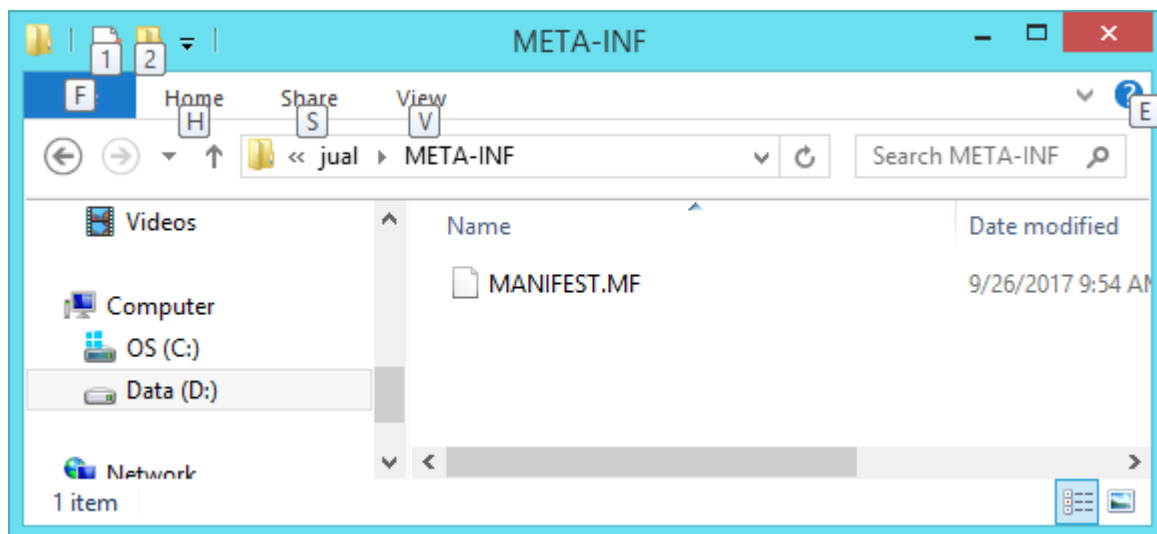 META-INF
1 2
F Home Share View
H S V E
« jual META-INF Search META-INF
Videos Name Date modified
MANIFEST.MF 9/26/2017 9:54 AM
Computer
OS (C:)
Data (D:)
Network
1 item